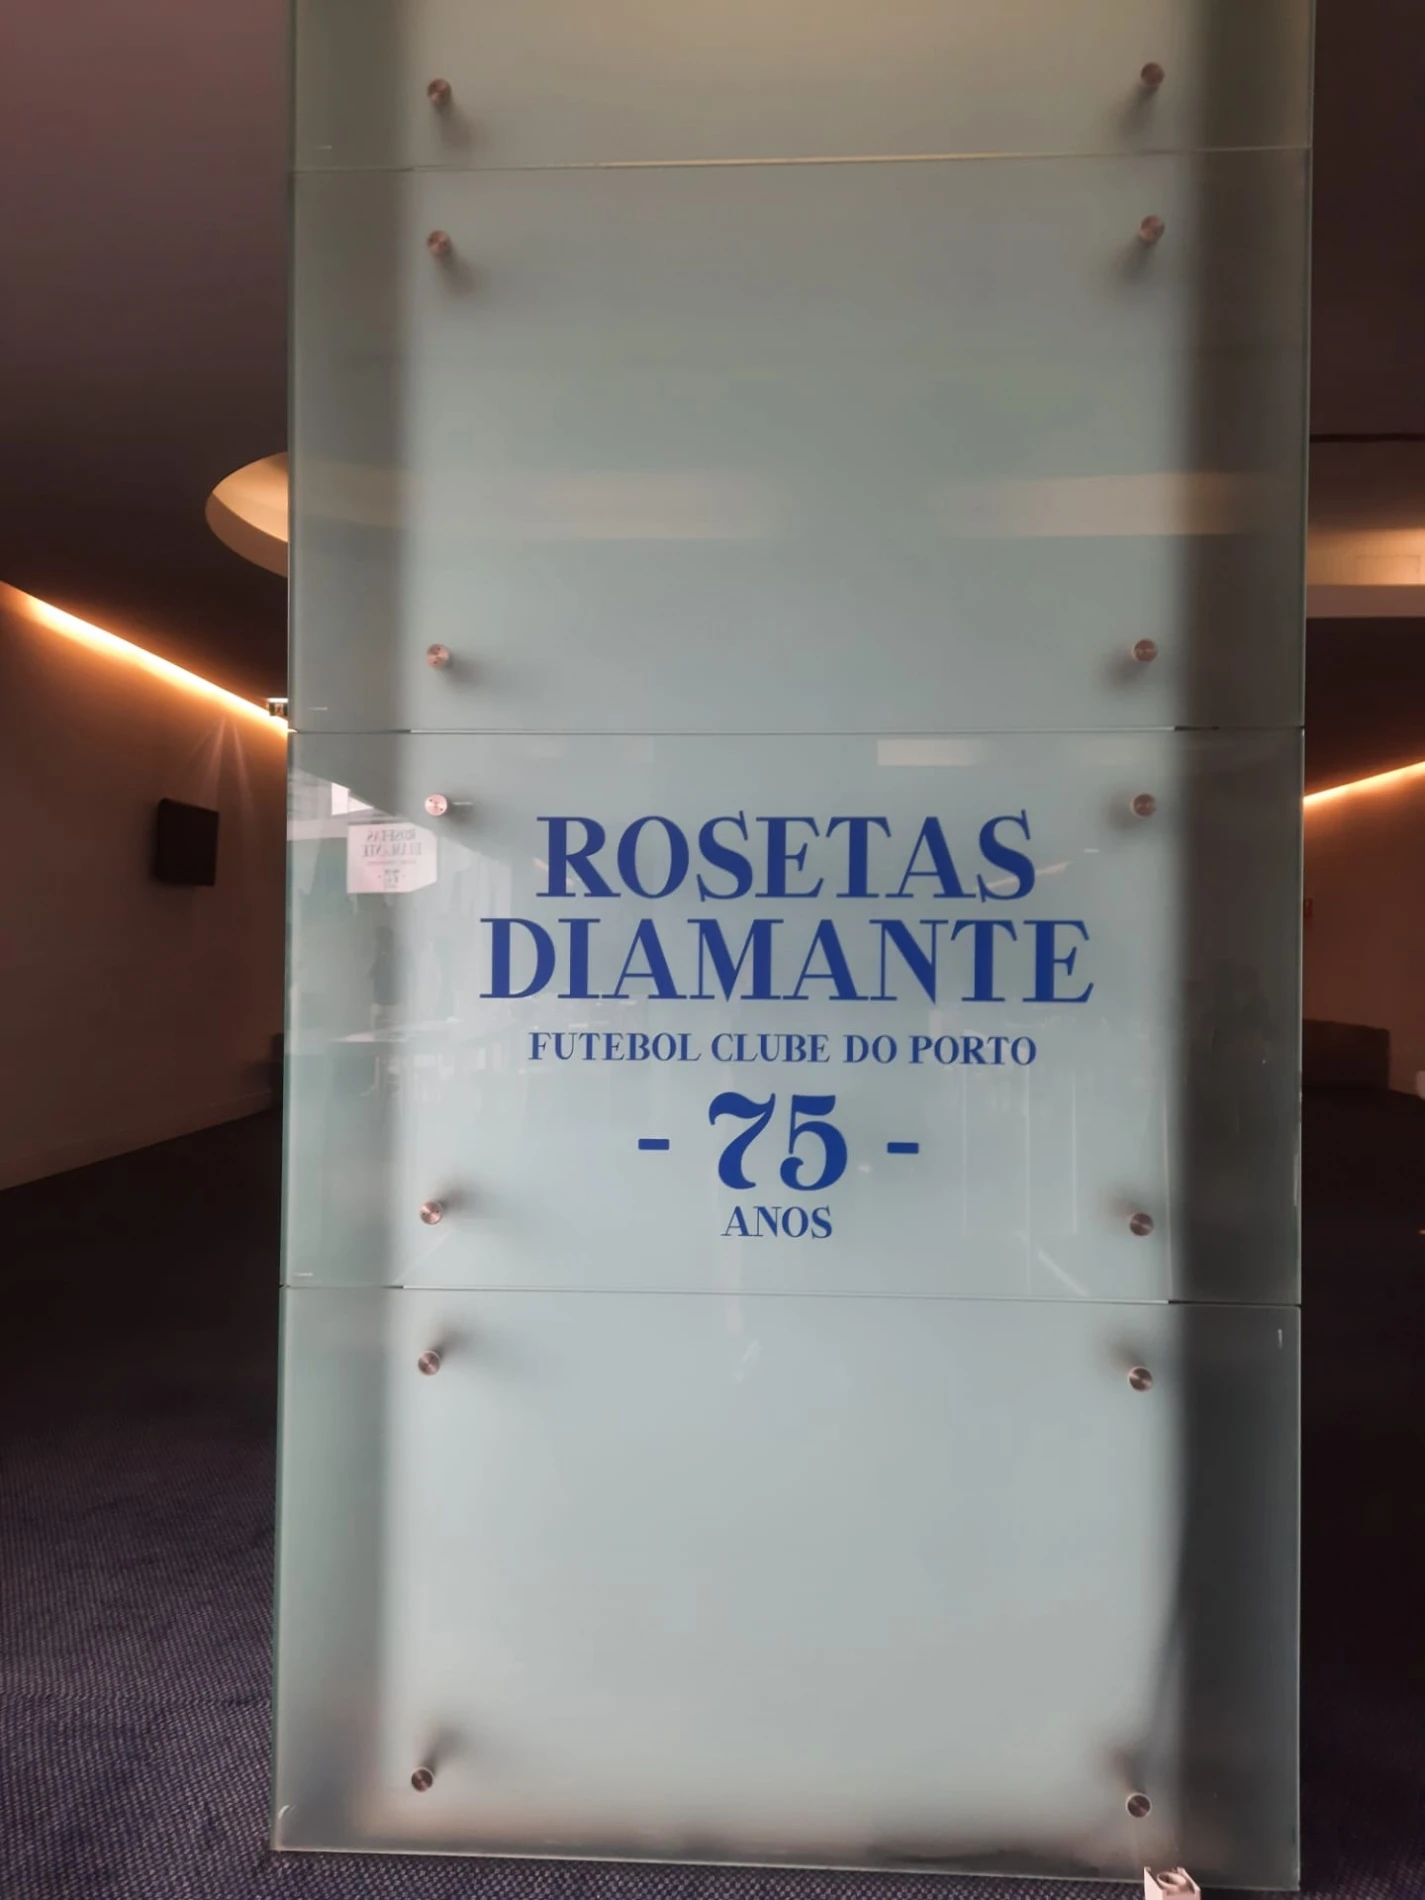 ROSETAS
DIAMANTE
FUTEBOL CLUBE DO PORTO
- 75 -
ANOS